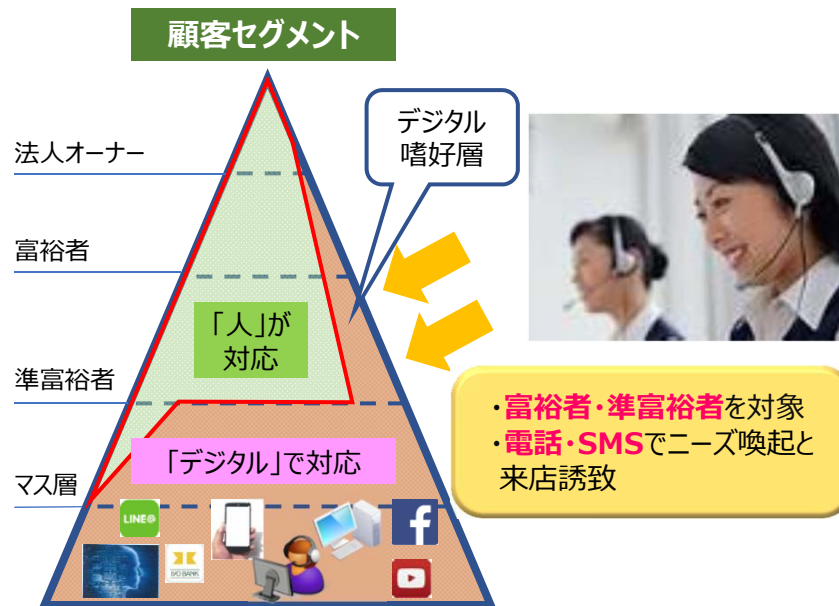 顧客セグメント
デジタル
嗜好層
法人オーナー
富裕者
「人」が
対応
準富裕者
・富裕者・準富裕者を対象
・電話・SMSでニーズ喚起と
来店誘致
「デジタル」で対応
マス層
LINE@
IYO BANK